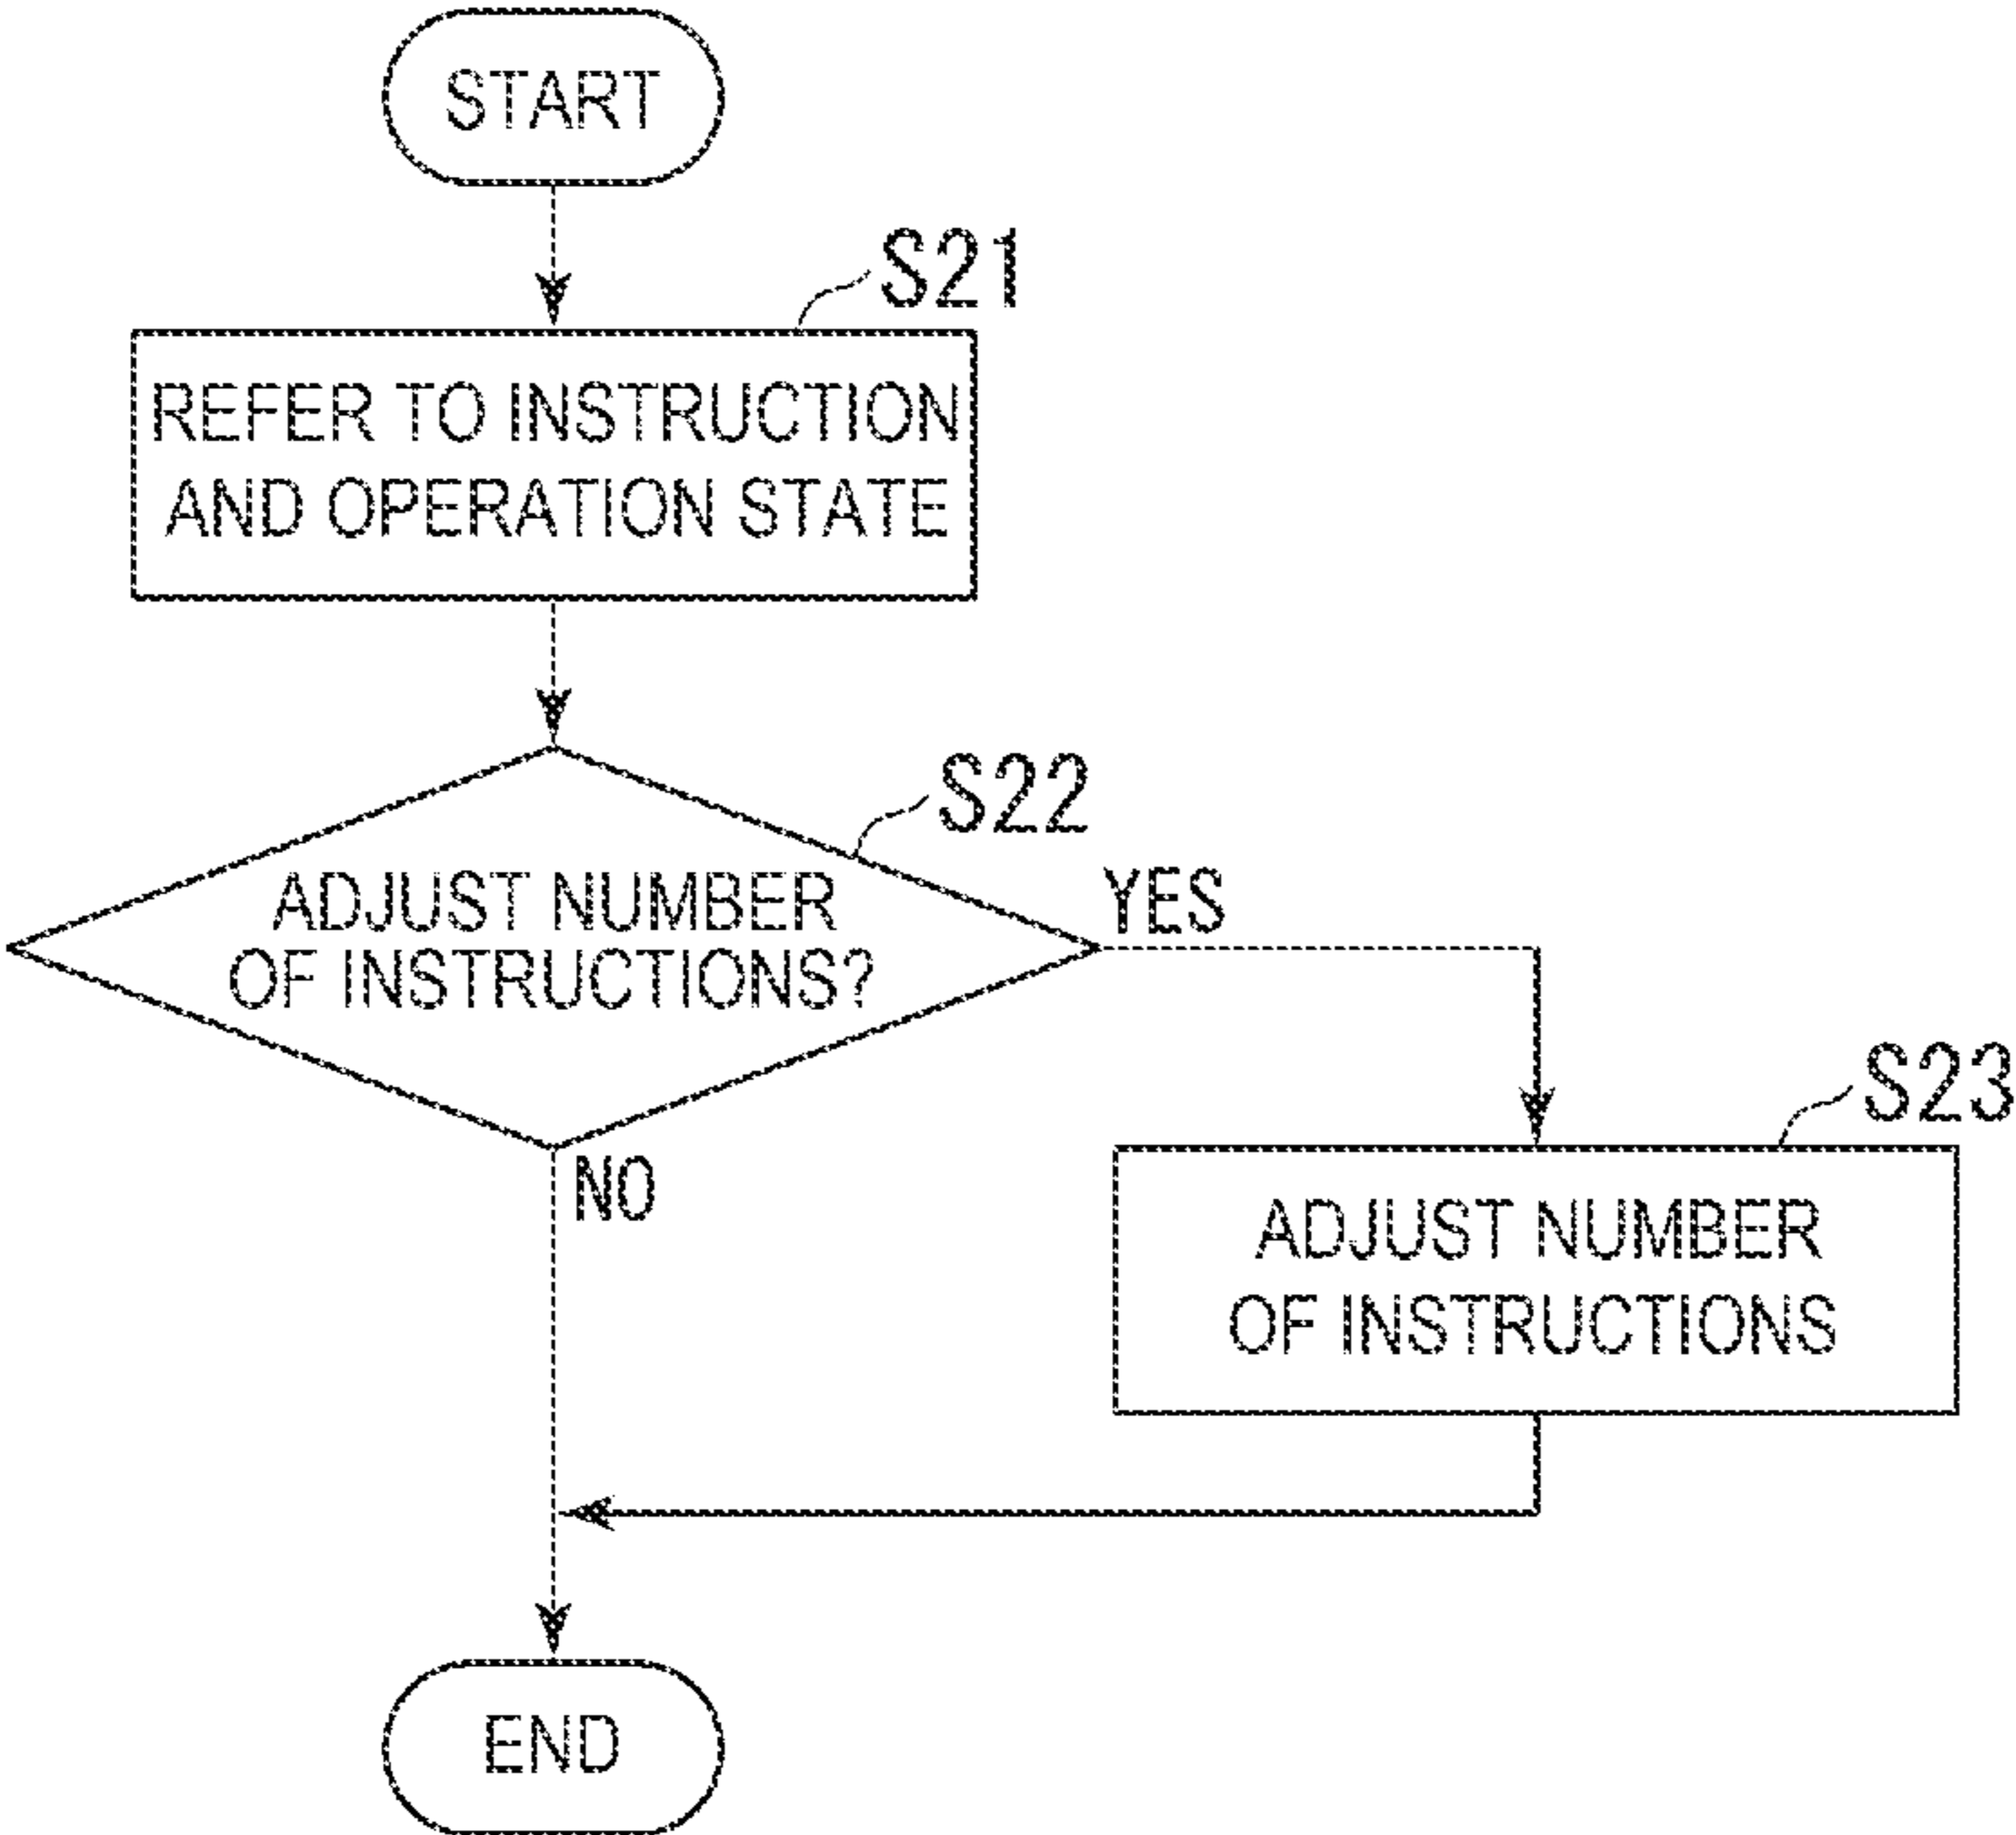 START
S21
REFER TO INSTRUCTION
AND OPERATION STATE
S22
ADJUST NUMBER
OF INSTRUCTIONS?
YES
NO
S23
ADJUST NUMBER
OF INSTRUCTIONS
END